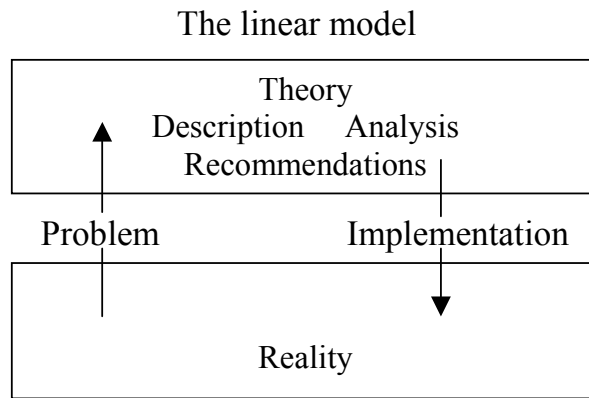 The linear model
Theory
Description Analysis
Recommendations
Problem Implementation
Reality